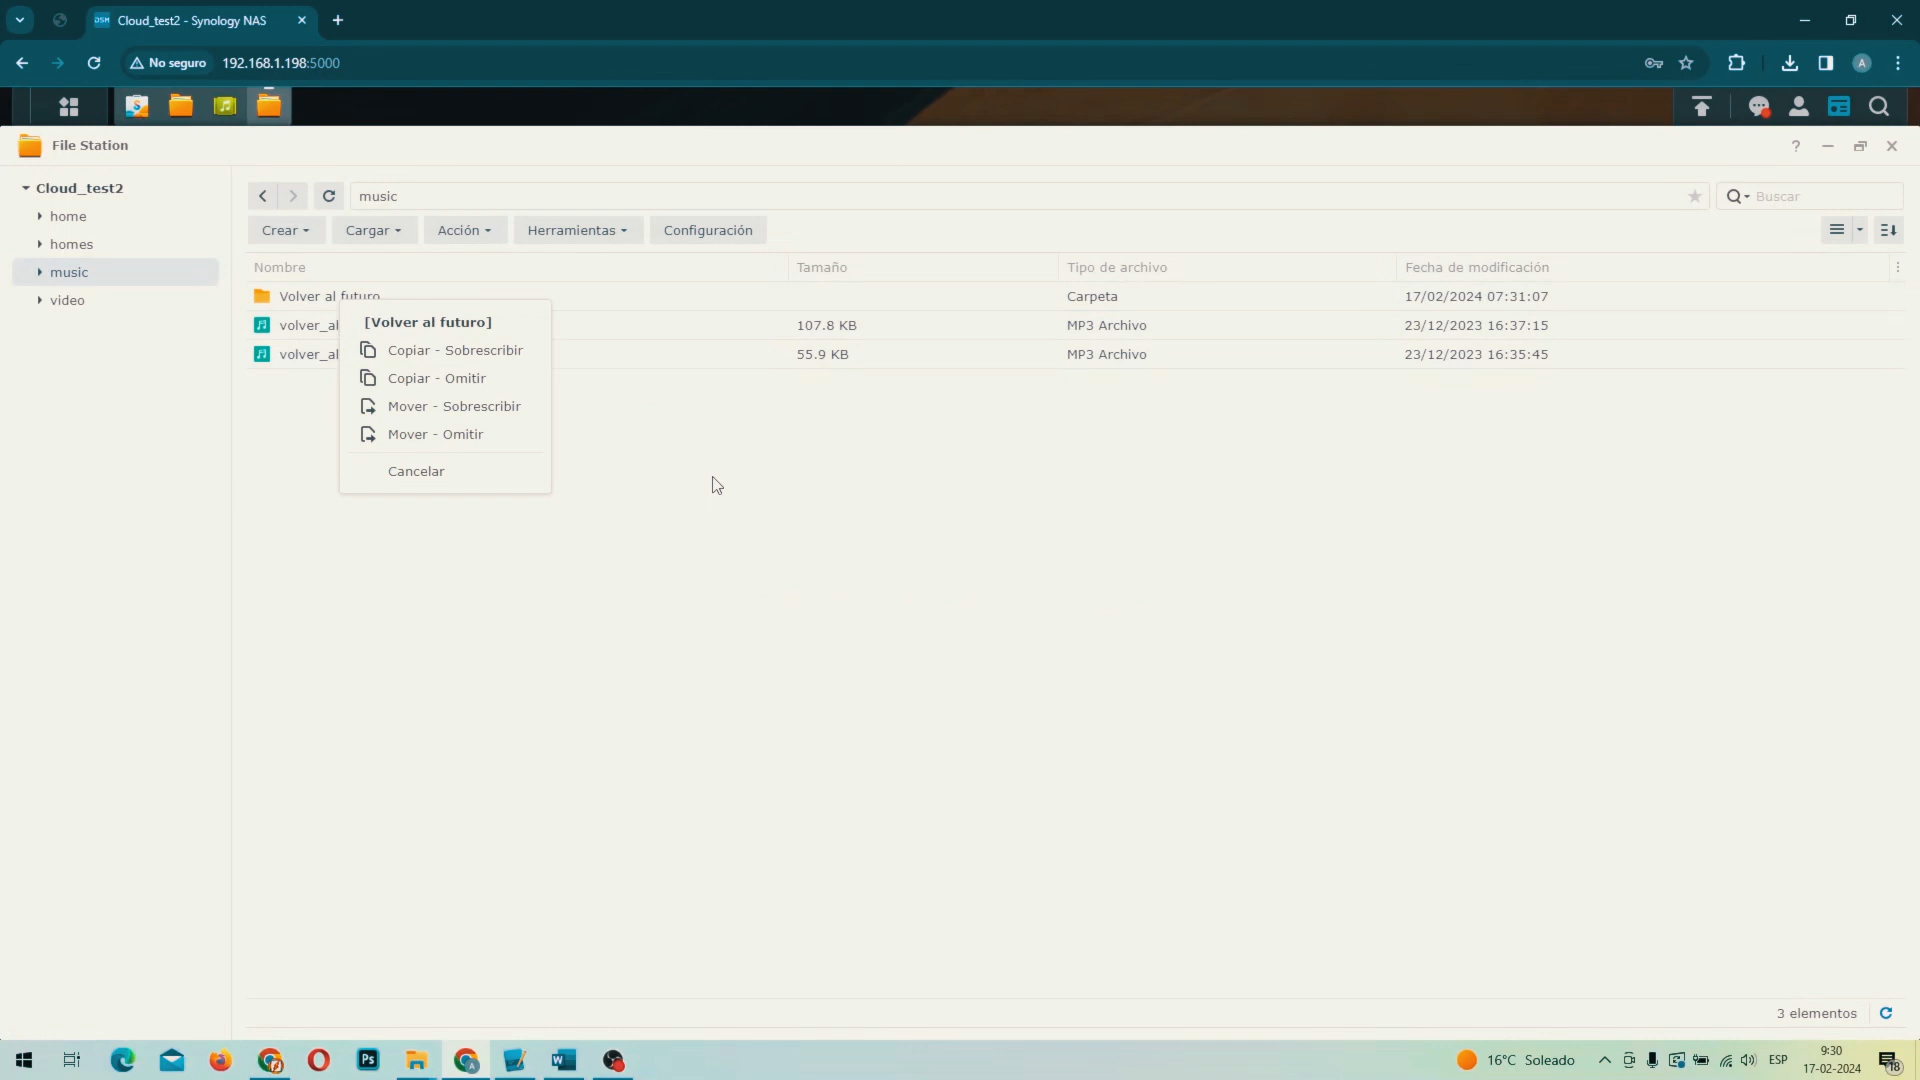 DSM Cloud_test2 - Synology NAS
No seguro 192.168.1.198:5000
A
File Station
?
Cloud_test2
home
homes
music
video
music
Buscar
Crear Cargar Acción Herramientas Configuración
Nombre Tamaño Tipo de archivo Fecha de modificación
Volver al futuro Carpeta 17/02/2024 07:31:07
volver_al 107.8 KB MP3 Archivo 23/12/2023 16:37:15
volver_al 55.9 KB MP3 Archivo 23/12/2023 16:35:45
[Volver al futuro]
Copiar - Sobrescribir
Copiar - Omitir
Mover - Sobrescribir
Mover - Omitir
Cancelar
3 elementos
Ps
W
A
16°C Soleado
ESP
9:30
17-02-2024
18